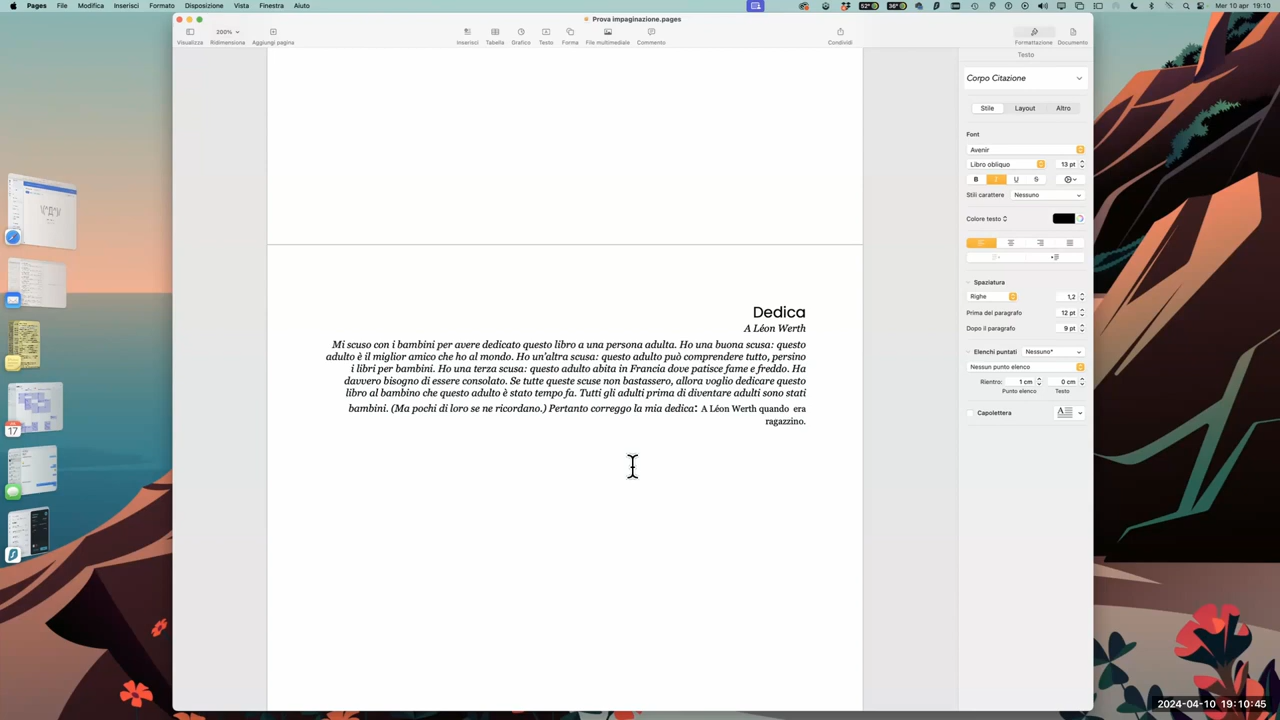 Pages File Modifica Inserisci Formato Disposizione Vista Finestra Aiuto
52° 36° Mer 10 apr 19:10
Prova impaginazione.pages
200%
Visualizza Ridimensiona Aggiungi pagina Inserisci Tabella Grafico Testo Forma File multimediale Commento Condividi Formattazione Documento
Testo
Corpo Citazione
Stile Layout Altro
Font
Avenir
Libro obliquo 13 pt
B I U S
Stili carattere Nessuno
Colore testo
Spaziatura
Righe 1,2
Prima del paragrafo 12 pt
Dopo il paragrafo 9 pt
Elenchi puntati Nessuno*
Nessun punto elenco
Rientro: 1 cm 0 cm
Punto elenco Testo
Capolettera
Dedica
A Léon Werth
Mi scuso con i bambini per avere dedicato questo libro a una persona adulta. Ho una buona scusa: questo
adulto è il miglior amico che ho al mondo. Ho un'altra scusa: questo adulto può comprendere tutto, persino
i libri per bambini. Ho una terza scusa: questo adulto abita in Francia dove patisce fame e freddo. Ha
davvero bisogno di essere consolato. Se tutte queste scuse non bastassero, allora voglio dedicare questo
libro al bambino che questo adulto è stato tempo fa. Tutti gli adulti prima di diventare adulti sono stati
bambini. (Ma pochi di loro se ne ricordano.) Pertanto correggo la mia dedica: A Léon Werth quando era
ragazzino.
17
2024-04-10 19:10:45